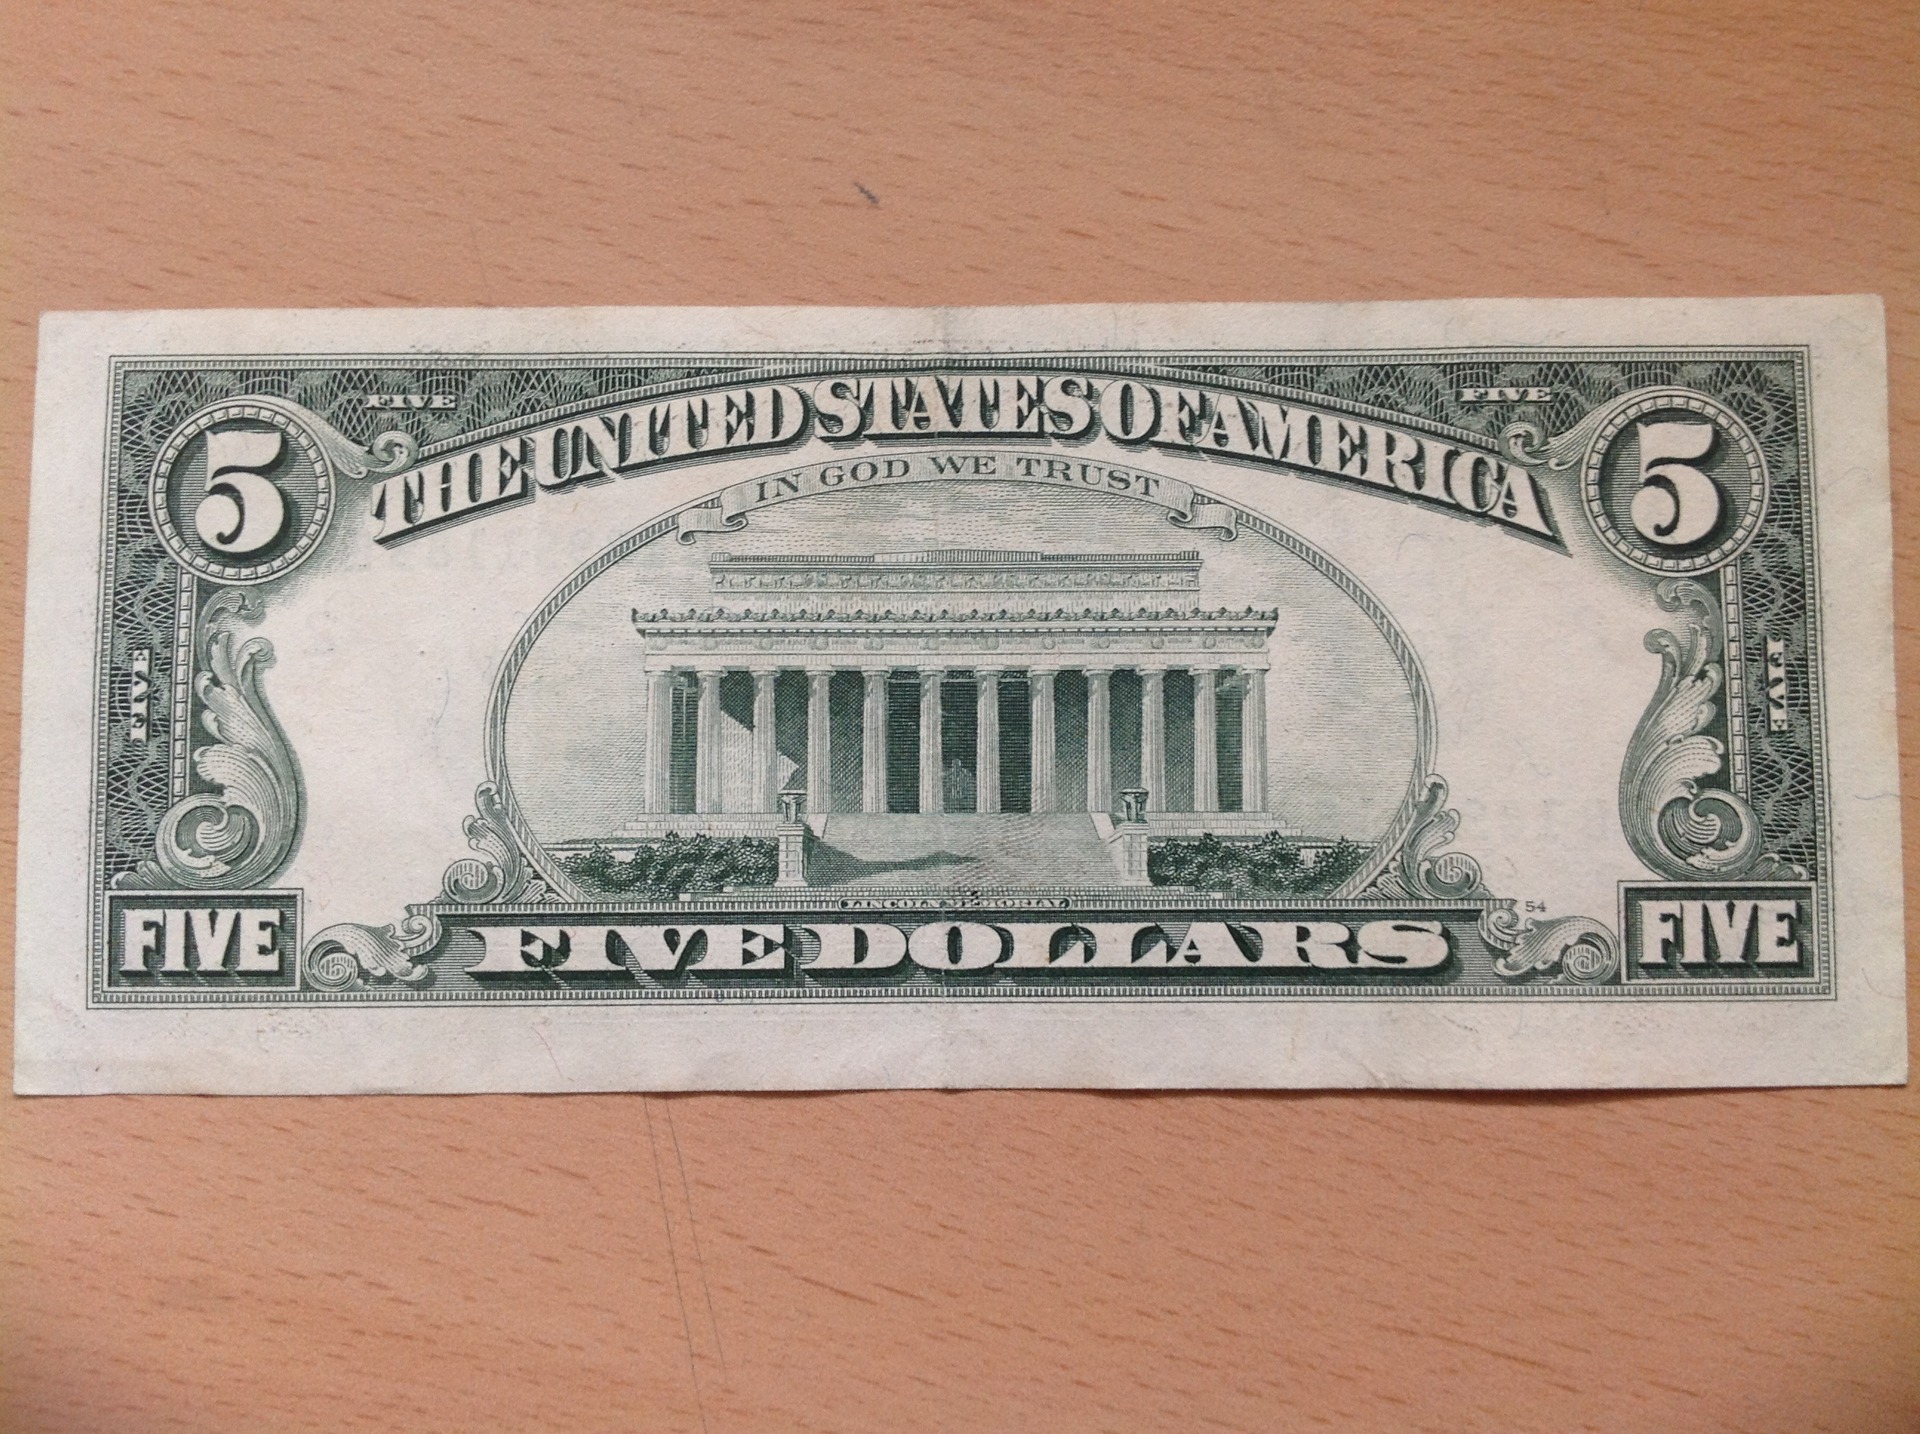 FIVE FIVE
5 THE UNITED STATES OF AMERICA 5
IN GOD WE TRUST
FIVE FIVE
LINCOLN MEMORIAL
54
FIVE FIVE DOLLARS FIVE